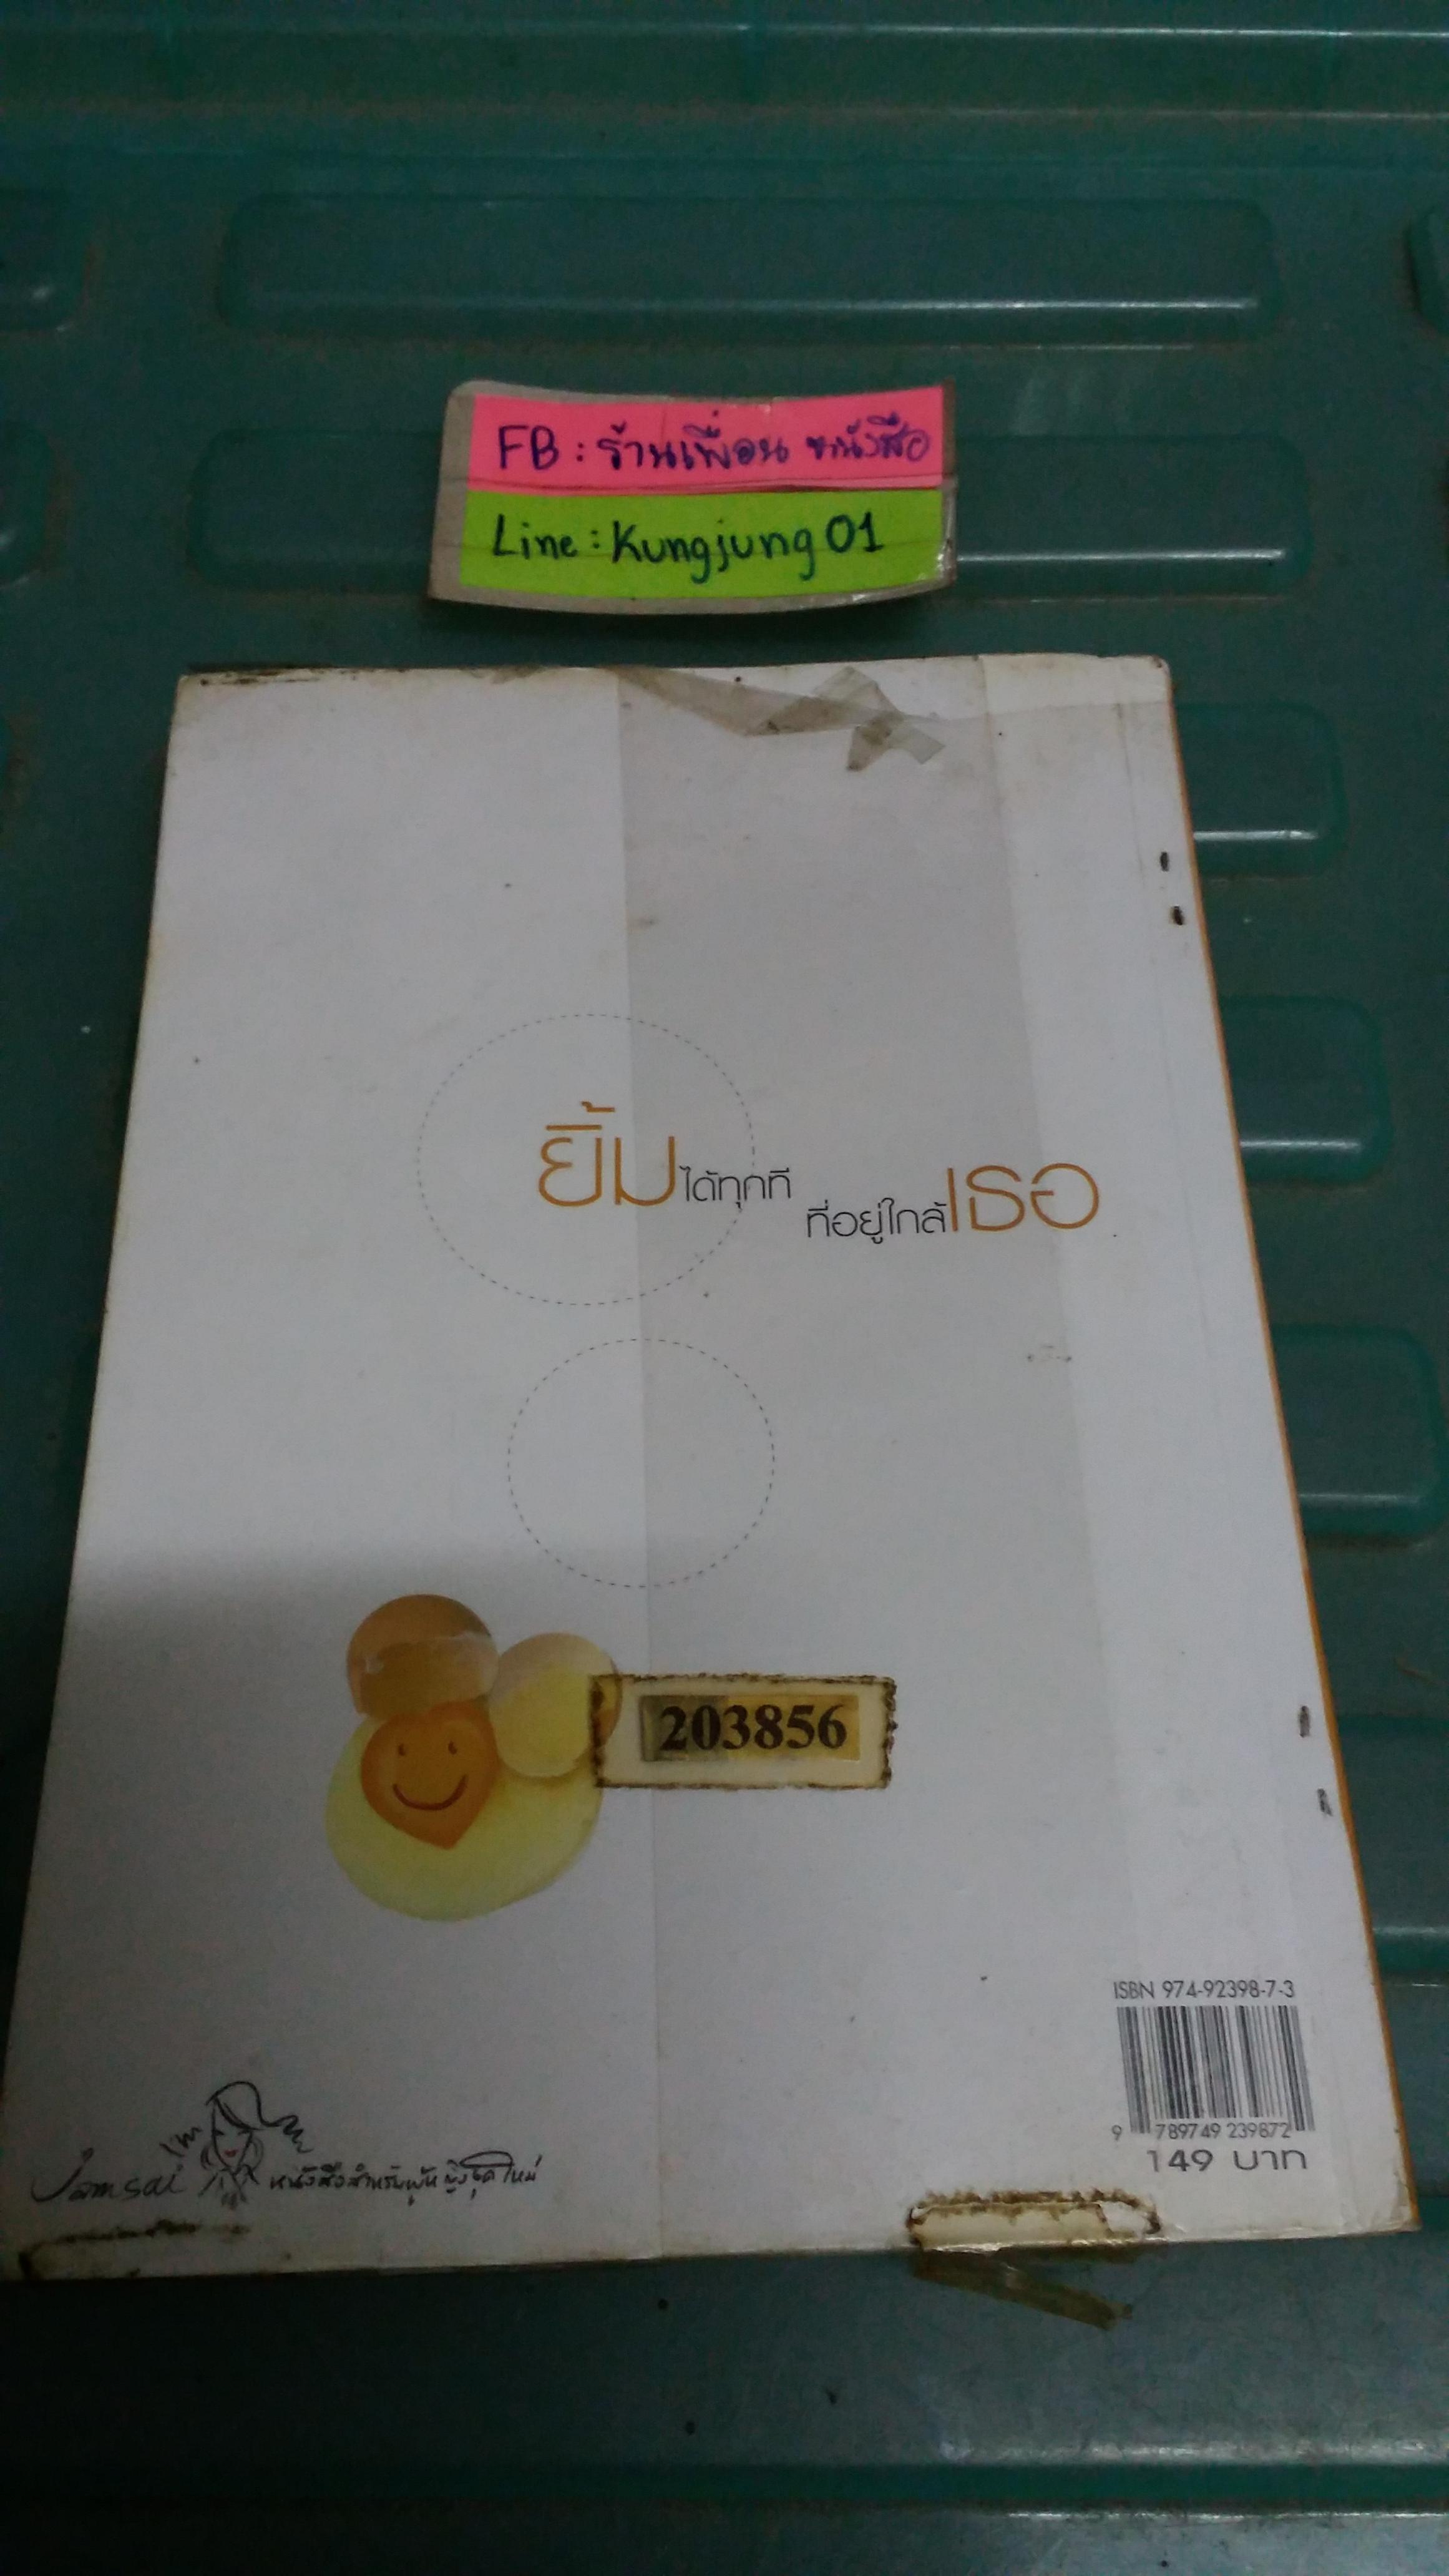 FB : ร้านเพื่อน หนังสือ
Line : Kungjung 01
ยิ้มได้ทุกที
ที่อยู่ใกล้เธอ
203856
ISBN 974-92398-7-3
9 789749 239872
149 บาท
Jamsai หนังสือสำหรับผู้หญิงยุคใหม่